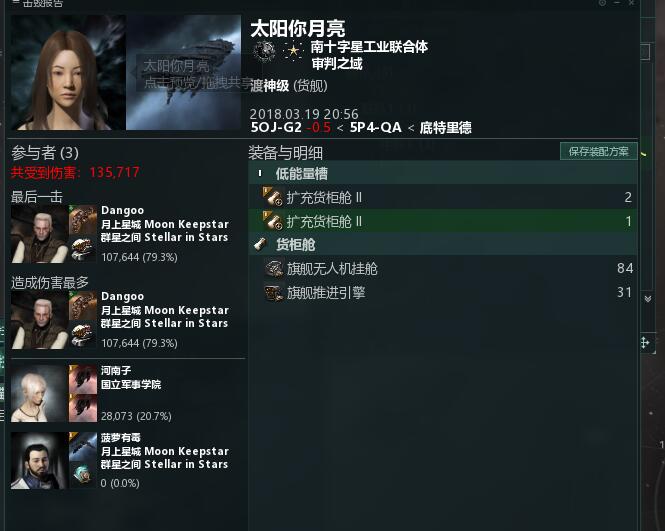 击毁报告
太阳你月亮
南十字星工业联合体
审判之域
太阳你月亮
点击预览/拖拽共享
渡神级 (货舰)
2018.03.19 20:56
5OJ-G2 -0.5 < 5P4-QA < 底特里德
参与者 (3)
共受到伤害: 135,717
最后一击
Dangoo
月上星城 Moon Keepstar
群星之间 Stellar in Stars
107,644 (79.3%)
造成伤害最多
Dangoo
月上星城 Moon Keepstar
群星之间 Stellar in Stars
107,644 (79.3%)
河南子
国立军事学院
28,073 (20.7%)
菠萝有毒
月上星城 Moon Keepstar
群星之间 Stellar in Stars
0 (0.0%)
装备与明细
保存装配方案
低能量槽
扩充货柜舱 II 2
扩充货柜舱 II 1
货柜舱
旗舰无人机挂舱 84
旗舰推进引擎 31